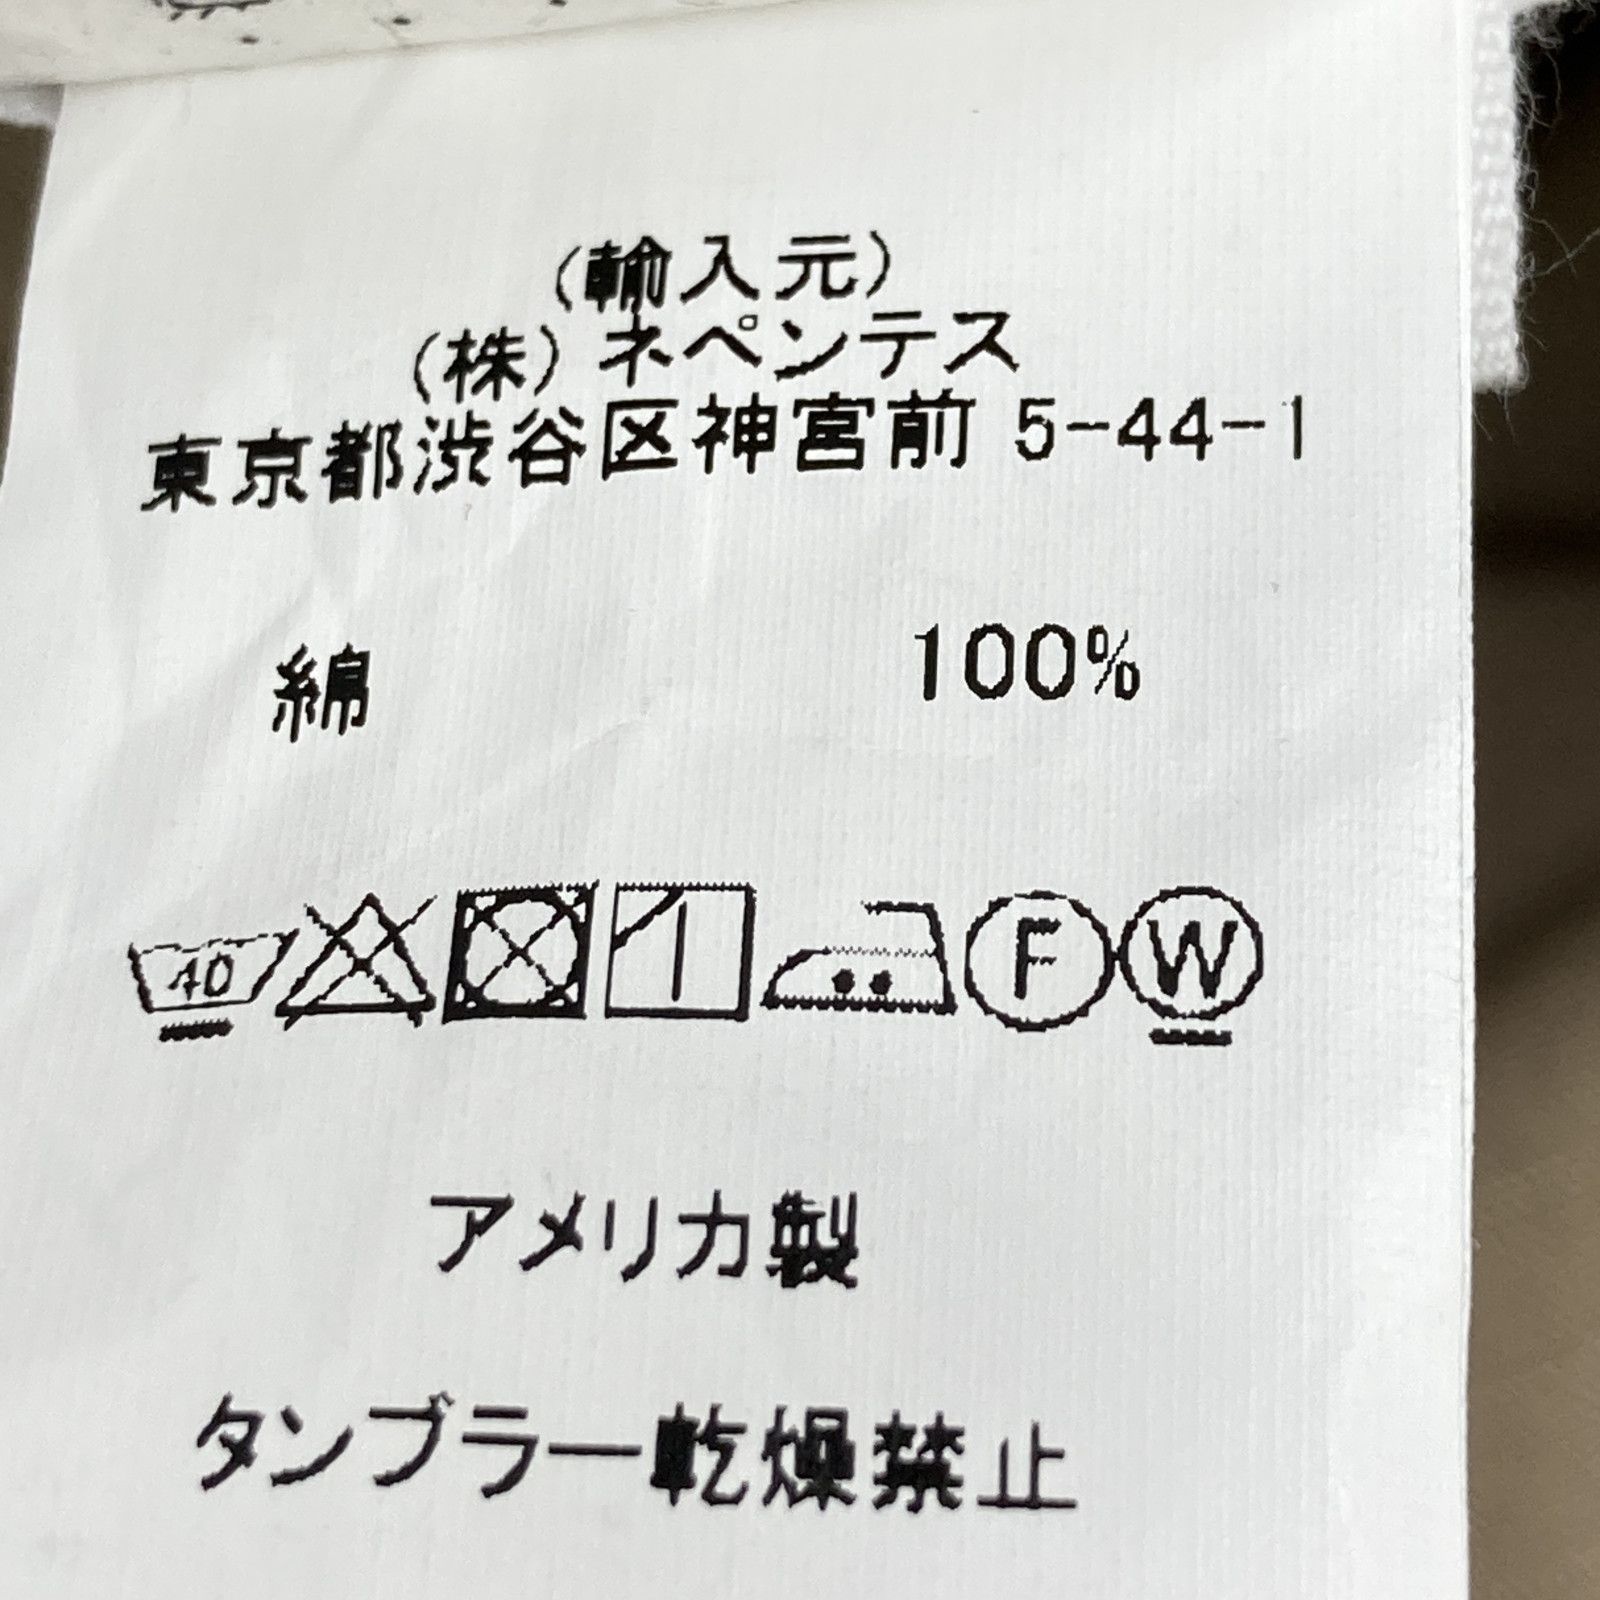 (輸入元)
(株)ネペンテス
東京都渋谷区神宮前 5-44-1
綿 100%
40 F W
アメリカ製
タンブラー乾燥禁止